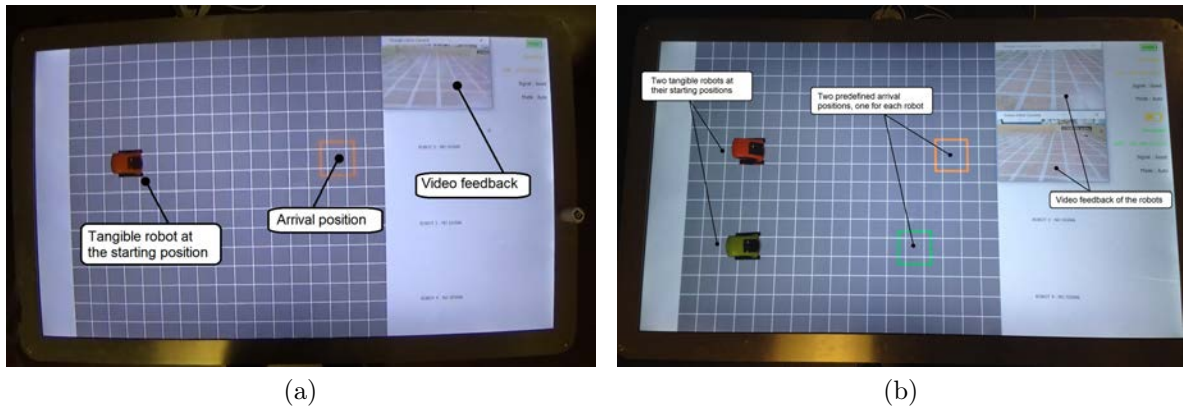 Video feedback
Arrival position
Tangible robot at
the starting position
Two tangible robots at
their starting positions
Two predefined arrival
positions, one for each robot
Video feedback of the robots
(a)
(b)